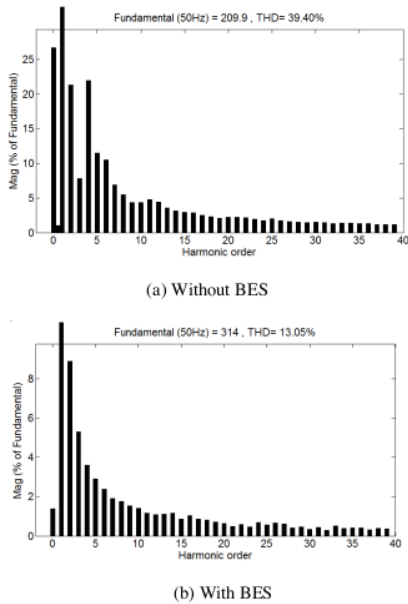 Fundamental (50Hz) = 209.9 , THD= 39.40%
Mag (% of Fundamental)
25
20
15
10
5
0
0 5 10 15 20 25 30 35 40
Harmonic order
(a) Without BES
Fundamental (50Hz) = 314 , THD= 13.05%
Mag (% of Fundamental)
8
6
4
2
0
0 5 10 15 20 25 30 35 40
Harmonic order
(b) With BES